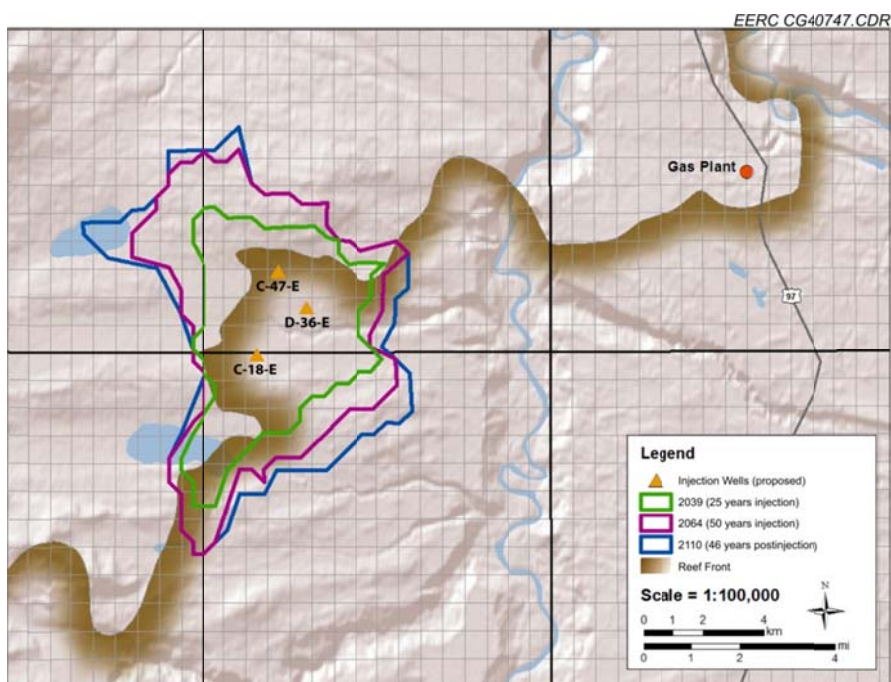 EERC CG40747.CDR
Gas Plant
C-47-E
D-36-E
97
C-18-E
Legend
Injection Wells (proposed)
2039 (25 years injection)
2064 (50 years injection)
2110 (46 years postinjection)
Reef Front
Scale = 1:100,000
N
0 1 2 4
km
0 1 2 4
mi